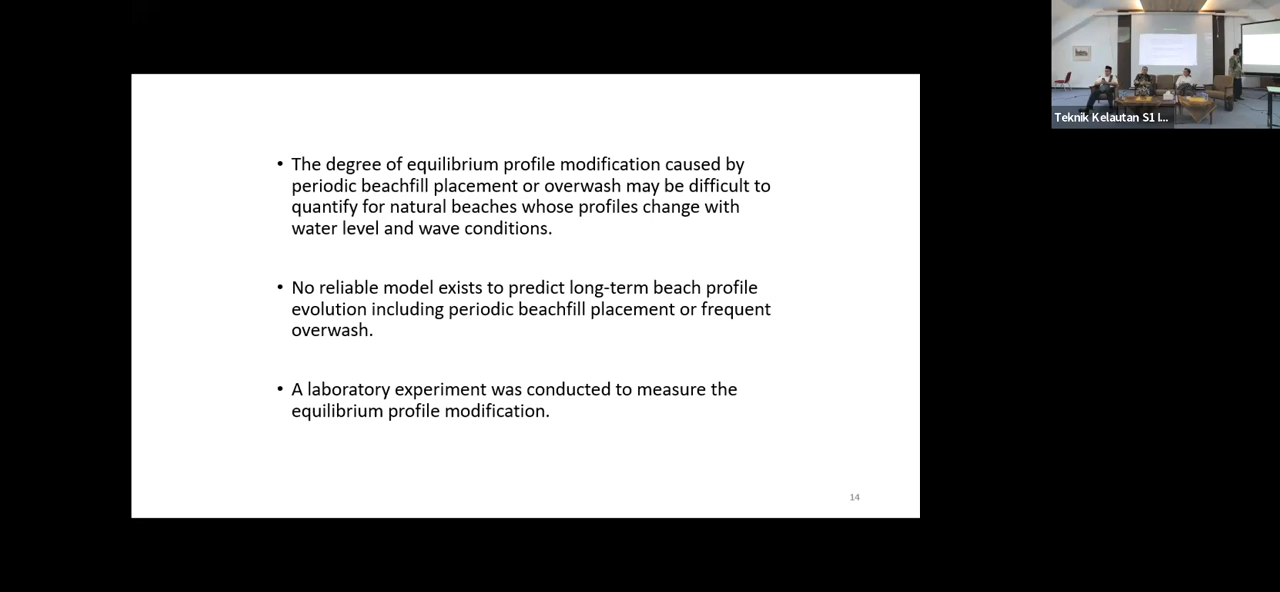 • The degree of equilibrium profile modification caused by
periodic beachfill placement or overwash may be difficult to
quantify for natural beaches whose profiles change with
water level and wave conditions.
• No reliable model exists to predict long-term beach profile
evolution including periodic beachfill placement or frequent
overwash.
• A laboratory experiment was conducted to measure the
equilibrium profile modification.
14
Teknik Kelautan S1 I...